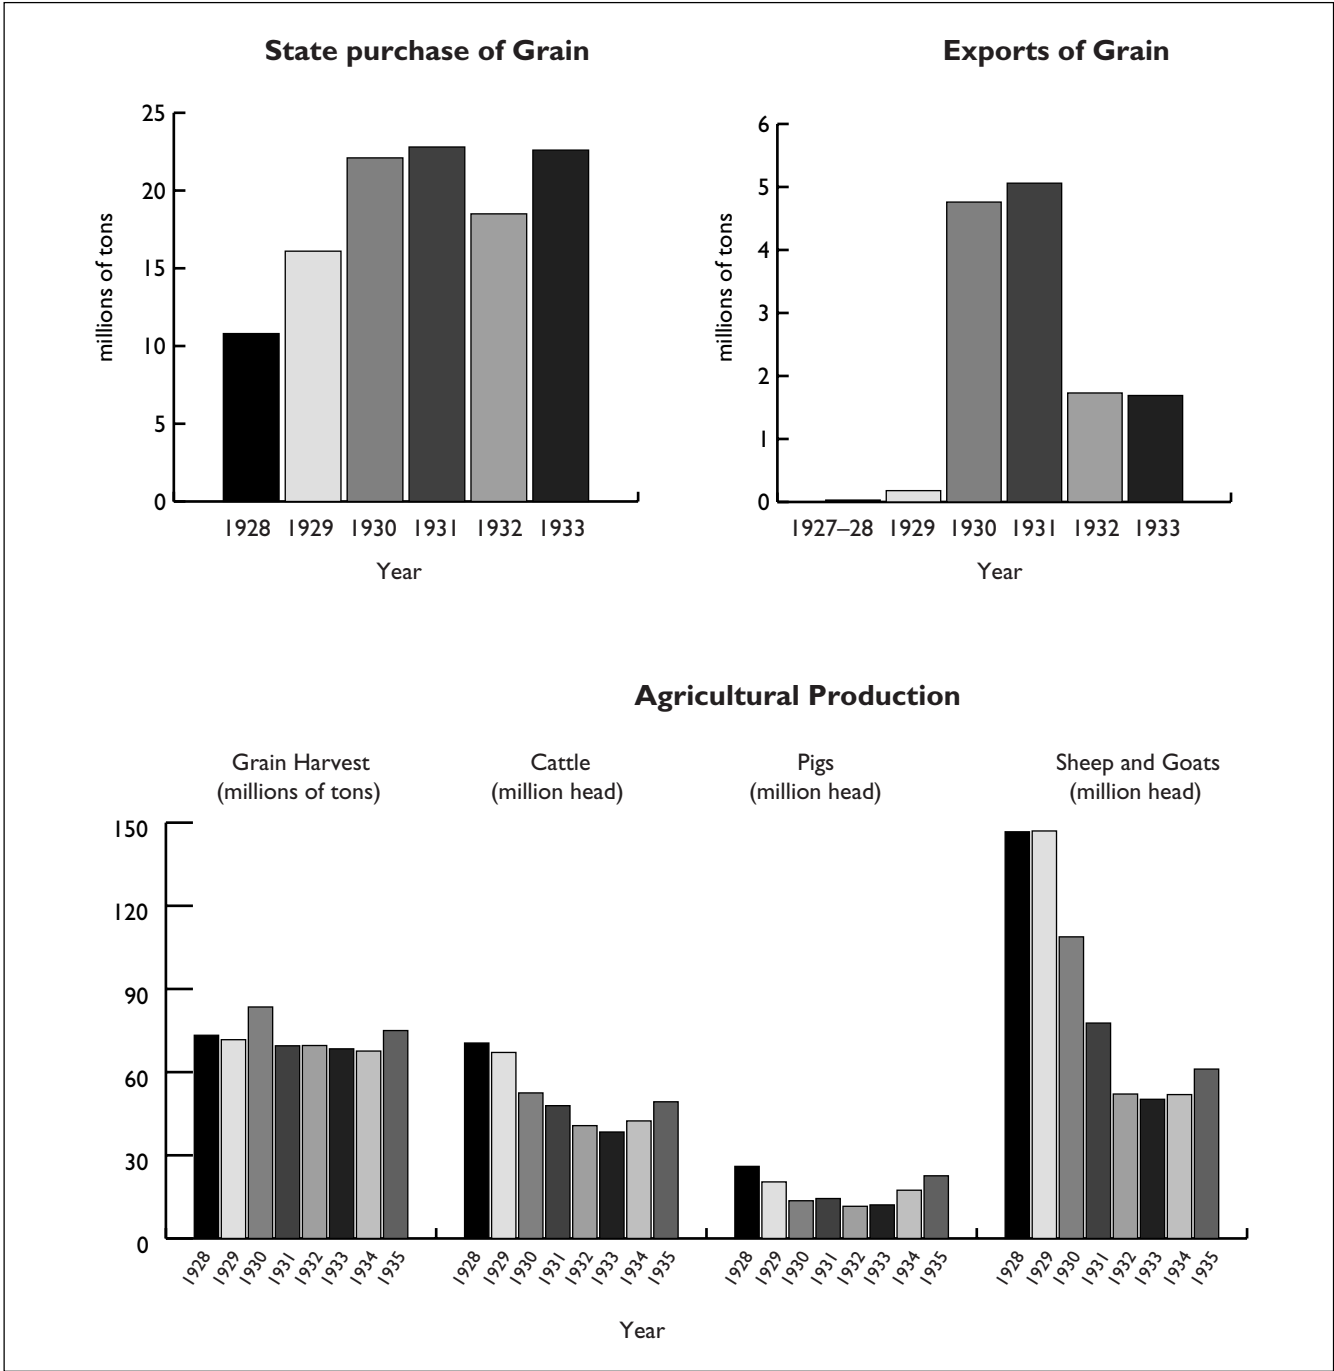 State purchase of Grain
25
20
15
10
5
0
millions of tons
1928 1929 1930 1931 1932 1933
Year
Exports of Grain
6
5
4
3
2
1
0
millions of tons
1927–28 1929 1930 1931 1932 1933
Year
Agricultural Production
Grain Harvest
(millions of tons)
Cattle
(million head)
Pigs
(million head)
Sheep and Goats
(million head)
150
120
90
60
30
0
1928 1929 1930 1931 1932 1933 1934 1935
1928 1929 1930 1931 1932 1933 1934 1935
1928 1929 1930 1931 1932 1933 1934 1935
1928 1929 1930 1931 1932 1933 1934 1935
Year